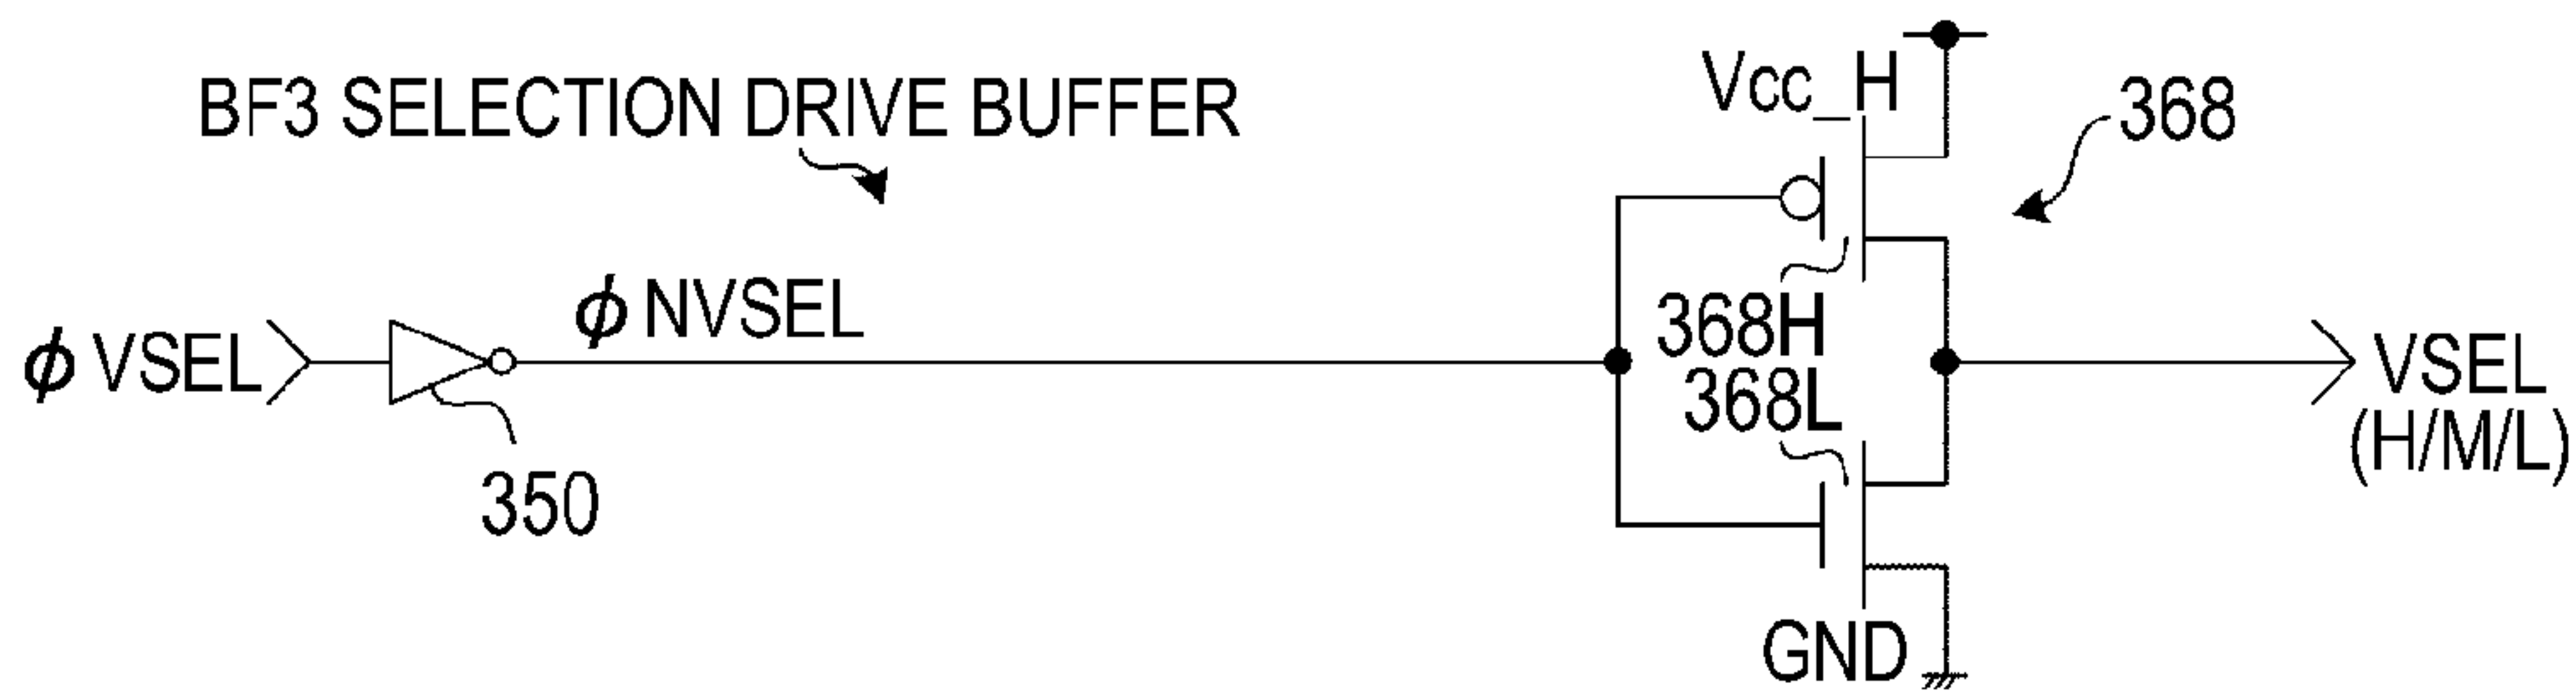 BF3 SELECTION DRIVE BUFFER
Vcc_H
368
ϕ VSEL
350
ϕ NVSEL
368H
368L
GND
VSEL
(H/M/L)